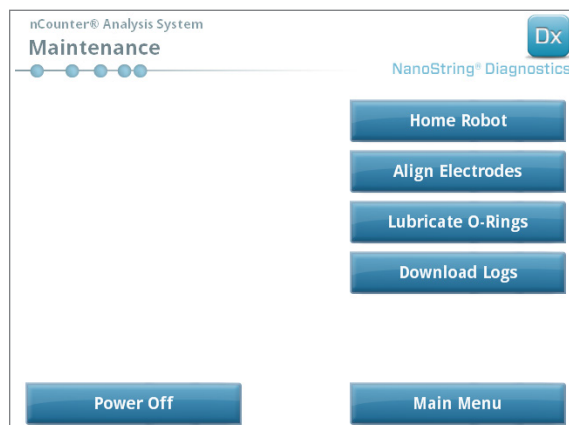 nCounter® Analysis System
Maintenance
Dx
NanoString® Diagnostics
Home Robot
Align Electrodes
Lubricate O-Rings
Download Logs
Power Off
Main Menu